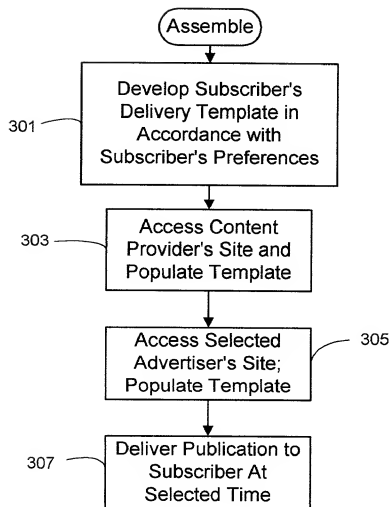 Assemble
301
Develop Subscriber's
Delivery Template in
Accordance with
Subscriber's Preferences
303
Access Content
Provider's Site and
Populate Template
305
Access Selected
Advertiser's Site;
Populate Template
307
Deliver Publication to
Subscriber At
Selected Time